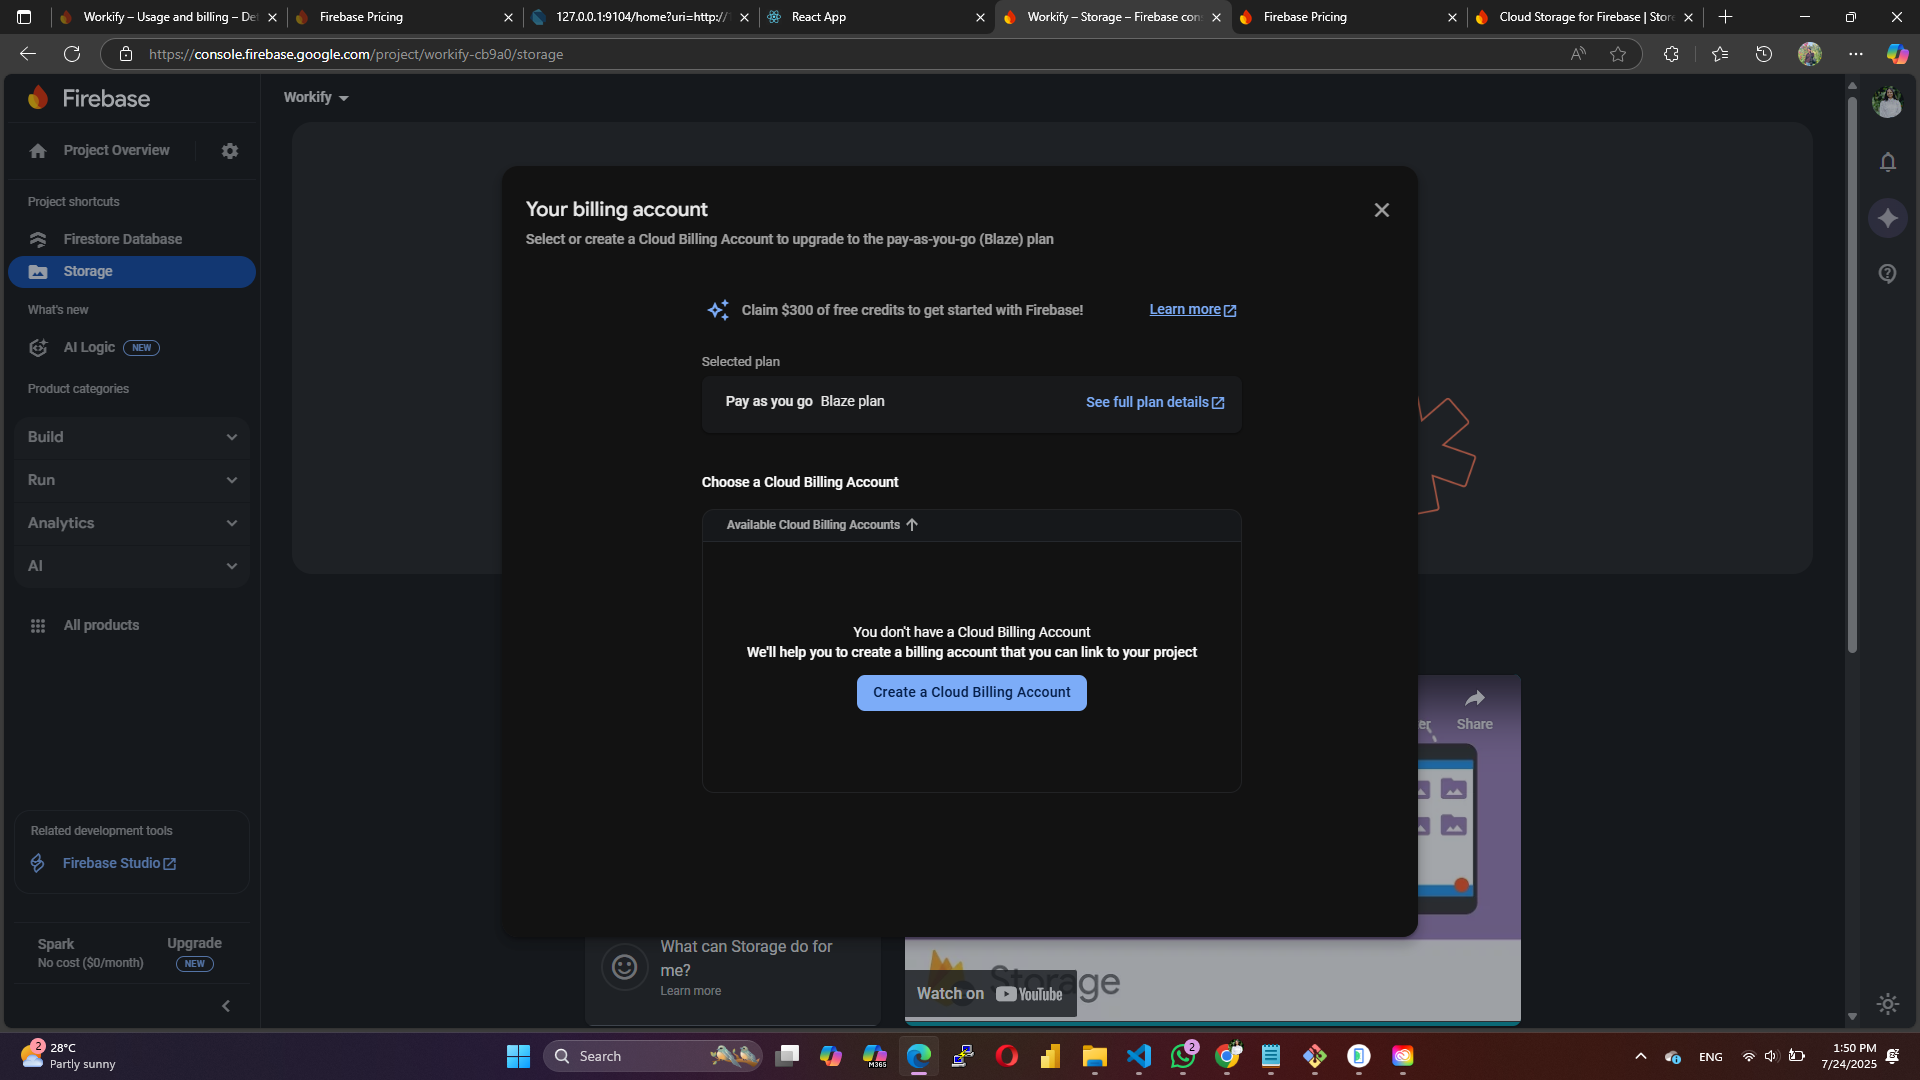 Workify – Usage and billing – De
Firebase Pricing
127.0.0.1:9104/home?uri=http://
React App
Workify – Storage – Firebase con
Firebase Pricing
Cloud Storage for Firebase | Stor
https://console.firebase.google.com/project/workify-cb9a0/storage
Firebase
Workify
Project Overview
Project shortcuts
Firestore Database
Storage
What's new
AI Logic NEW
Product categories
Build
Run
Analytics
AI
All products
Related development tools
Firebase Studio
Spark
No cost ($0/month)
Upgrade
NEW
Your billing account
Select or create a Cloud Billing Account to upgrade to the pay-as-you-go (Blaze) plan
Claim $300 of free credits to get started with Firebase!
Learn more
Selected plan
Pay as you go Blaze plan
See full plan details
Choose a Cloud Billing Account
Available Cloud Billing Accounts
You don't have a Cloud Billing Account
We'll help you to create a billing account that you can link to your project
Create a Cloud Billing Account
er
Share
What can Storage do for
me?
Learn more
Storage
Watch on YouTube
2
28°C
Partly sunny
Search
M365
2
ENG
1:50 PM
7/24/2025